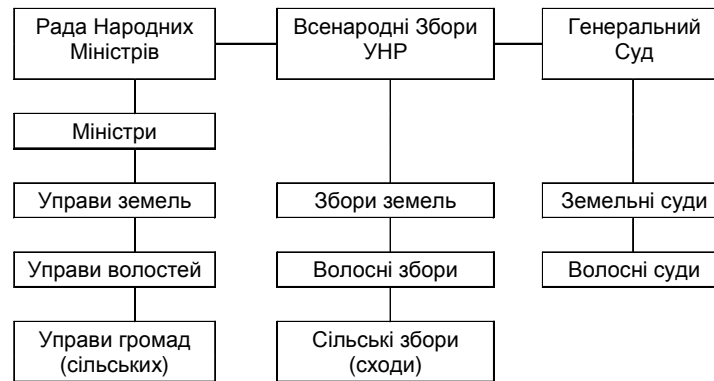 Рада Народних
Міністрів
Всенародні Збори
УНР
Генеральний
Суд
Міністри
Управи земель
Збори земель
Земельні суди
Управи волостей
Волосні збори
Волосні суди
Управи громад
(сільських)
Сільські збори
(сходи)